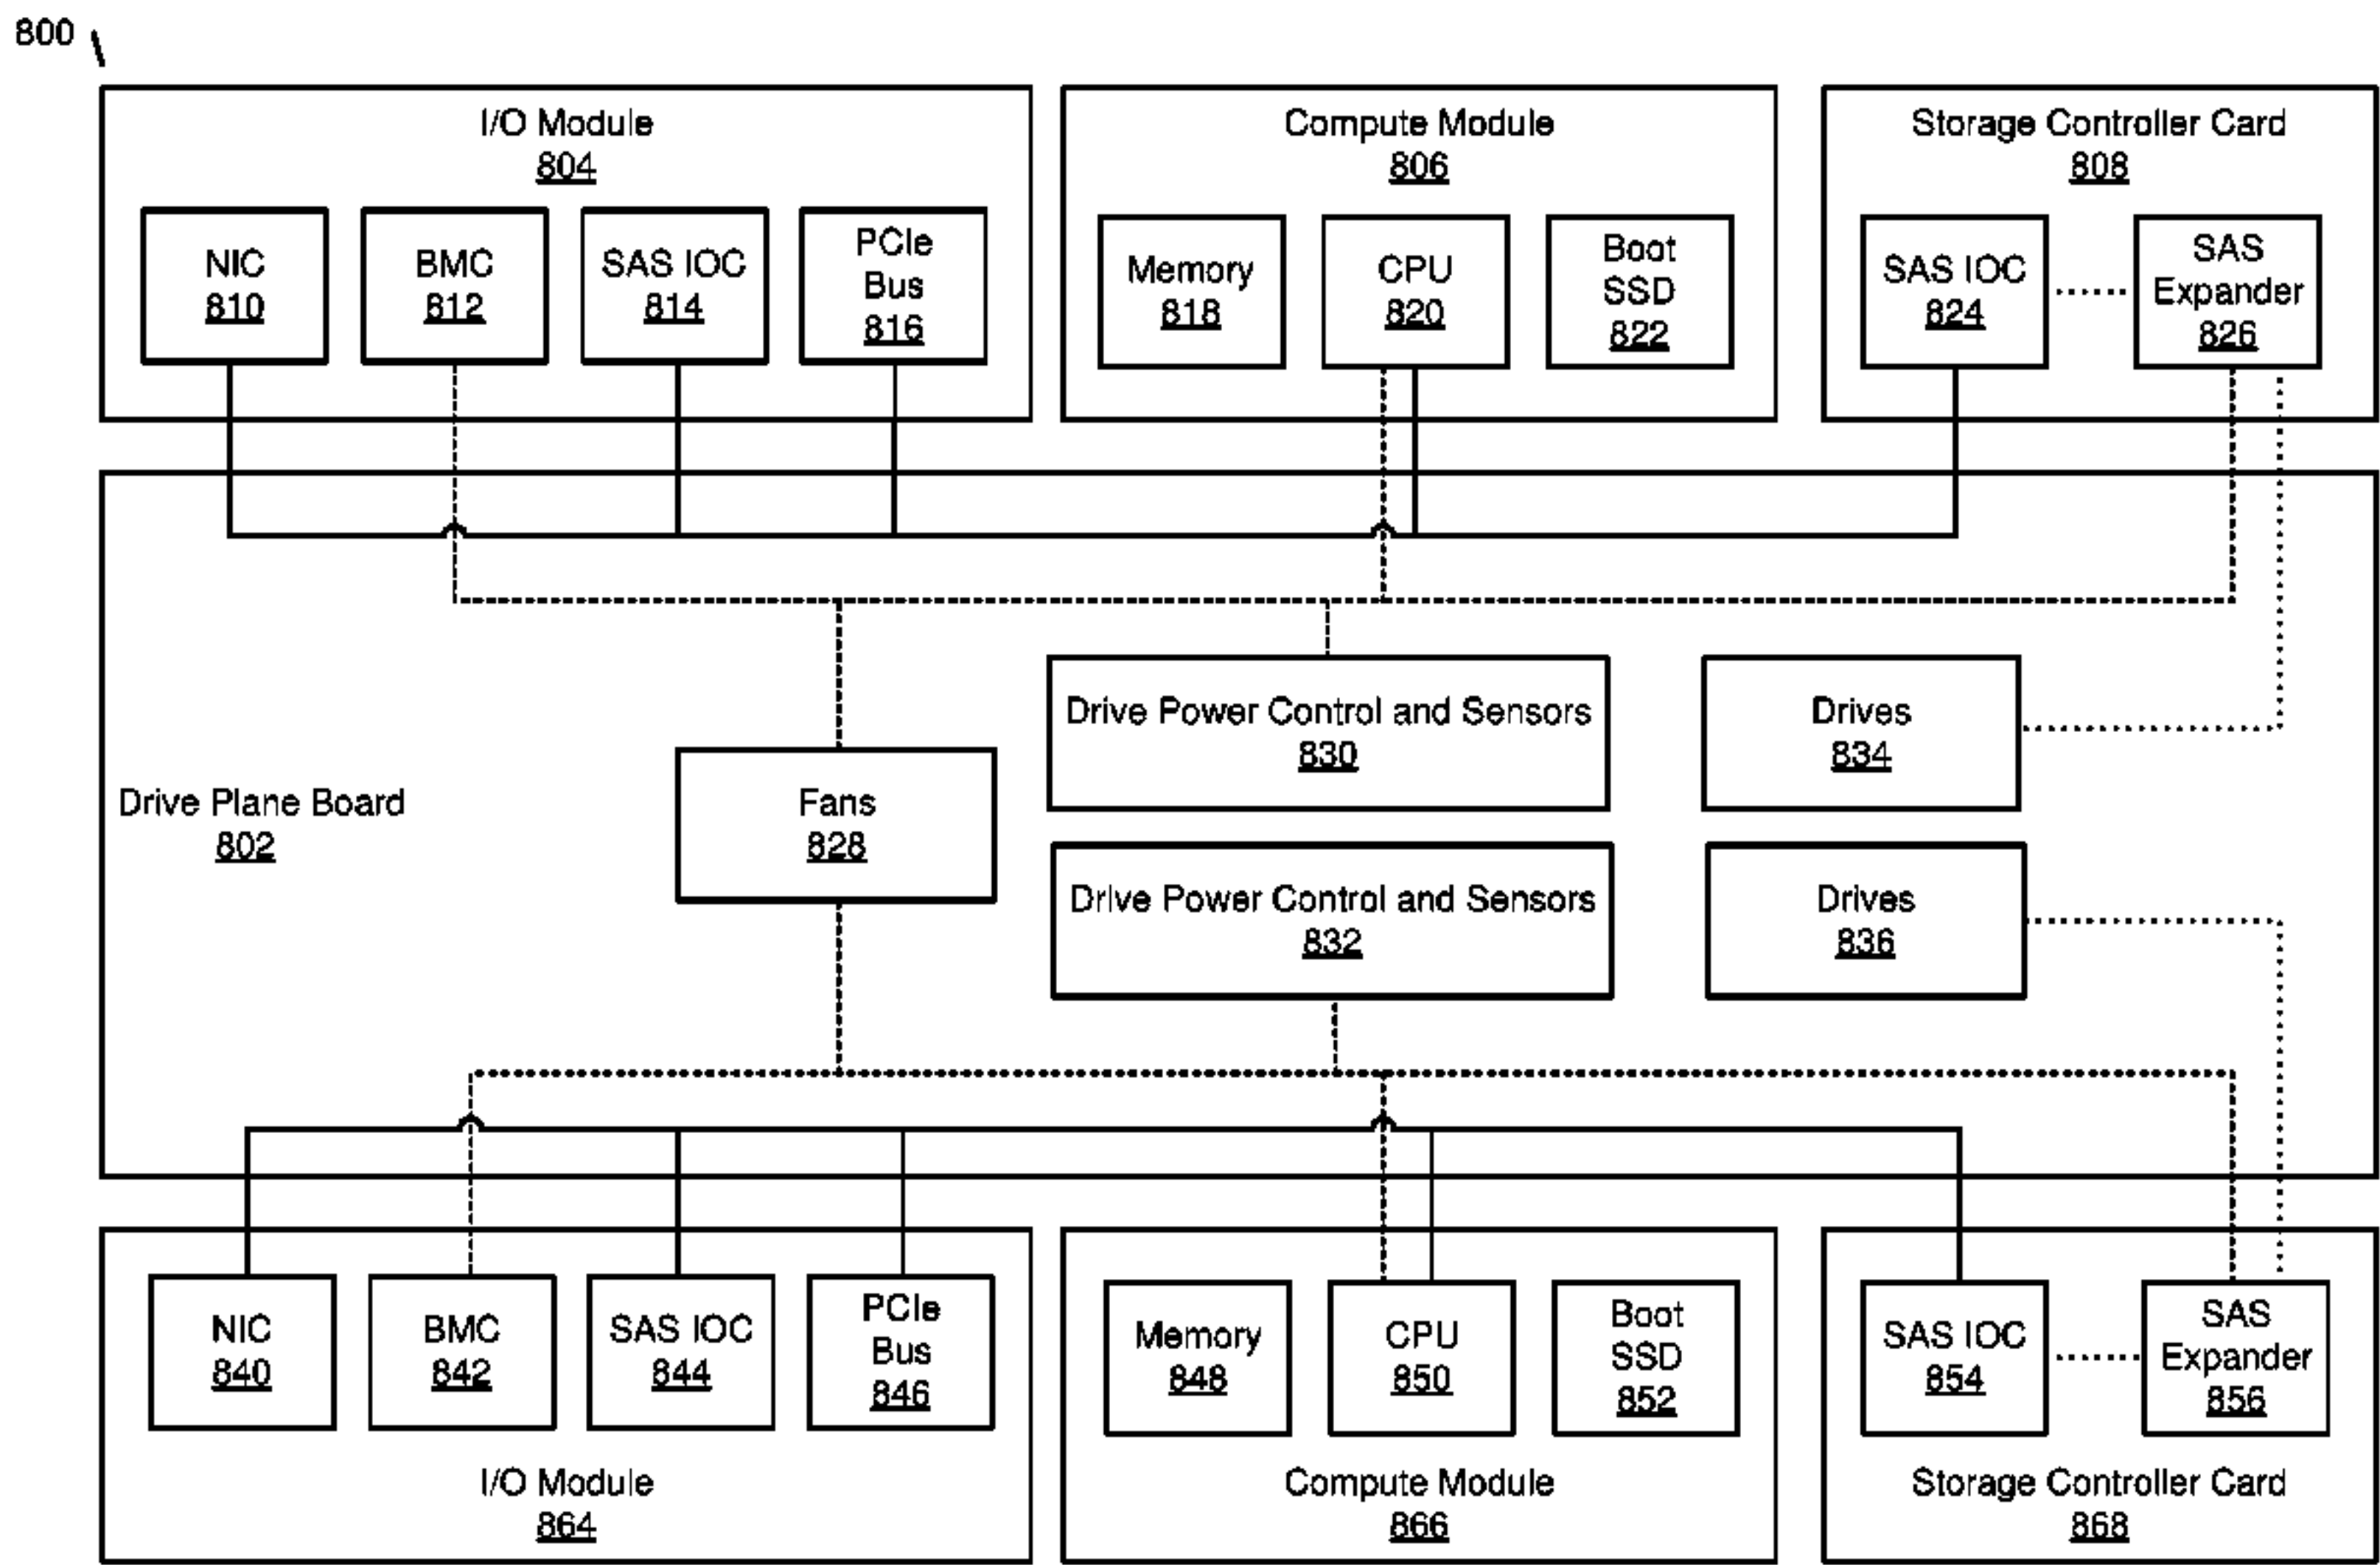 800
I/O Module
804
NIC
810
BMC
812
SAS IOC
814
PCIe
Bus
816
Compute Module
806
Memory
818
CPU
820
Boot
SSD
822
Storage Controller Card
808
SAS IOC
824
SAS
Expander
826
Drive Plane Board
802
Fans
828
Drive Power Control and Sensors
830
Drives
834
Drive Power Control and Sensors
832
Drives
836
NIC
840
BMC
842
SAS IOC
844
PCIe
Bus
846
I/O Module
864
Memory
848
CPU
850
Boot
SSD
852
Compute Module
866
SAS IOC
854
SAS
Expander
856
Storage Controller Card
868